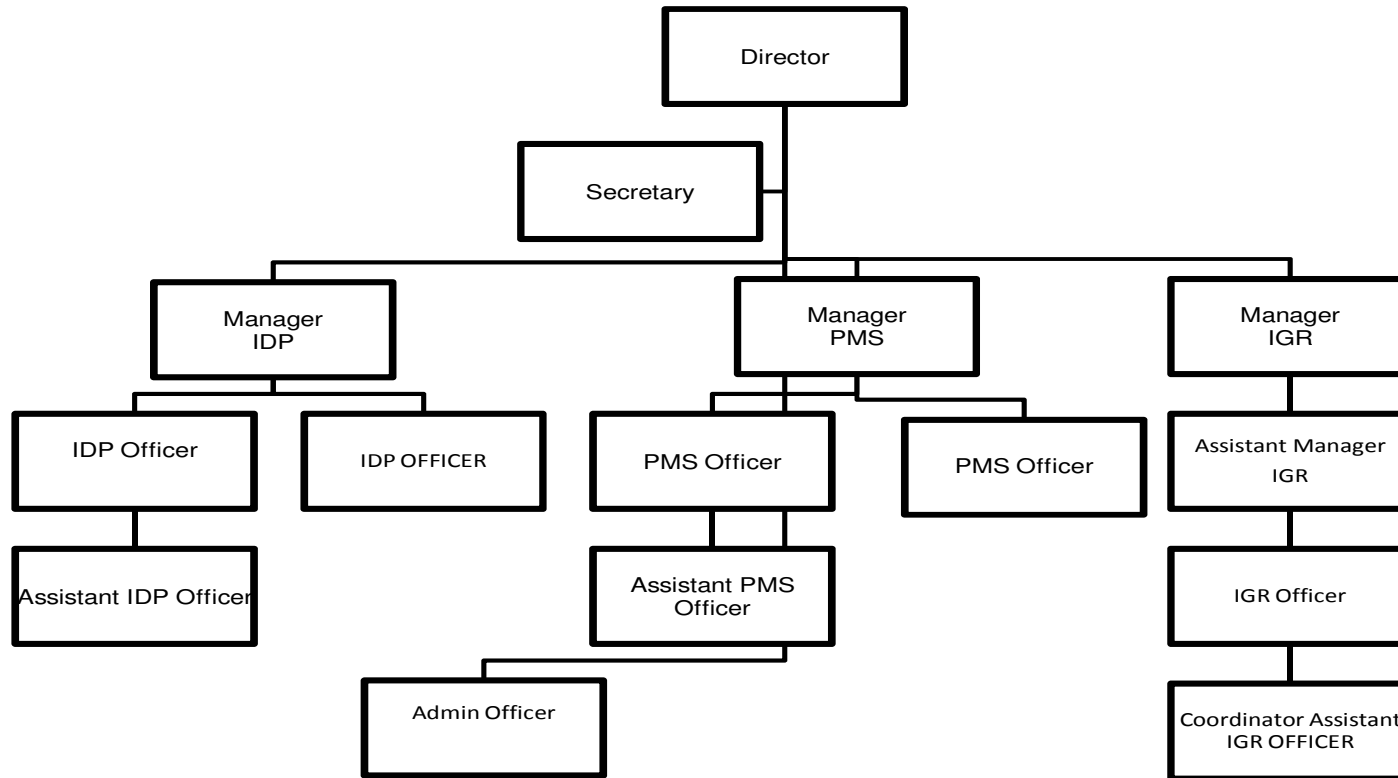 Director
Secretary
Manager
IDP
Manager
PMS
Manager
IGR
IDP Officer
IDP OFFICER
PMS Officer
PMS Officer
Assistant Manager
IGR
Assistant IDP Officer
Assistant PMS
Officer
IGR Officer
Admin Officer
Coordinator Assistant
IGR OFFICER